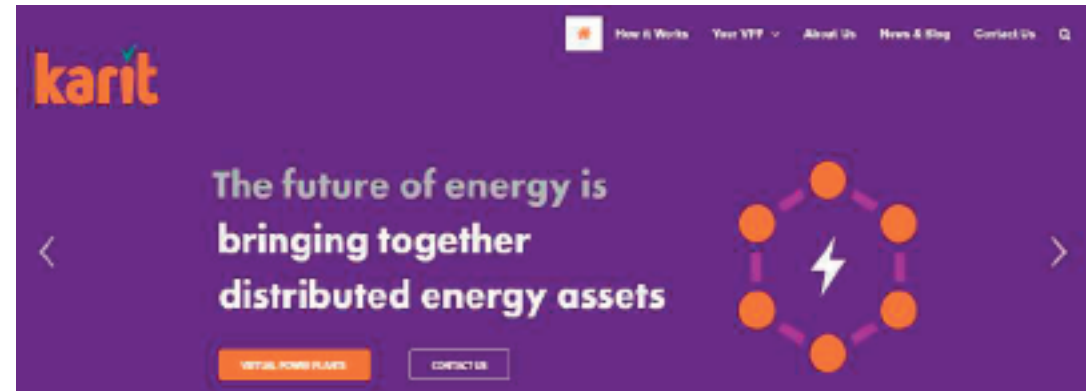 How it Works Your VPP About Us News & Blog Contact Us
karit
The future of energy is
bringing together
distributed energy assets
VIRTUAL POWER PLANTS CONTACT US